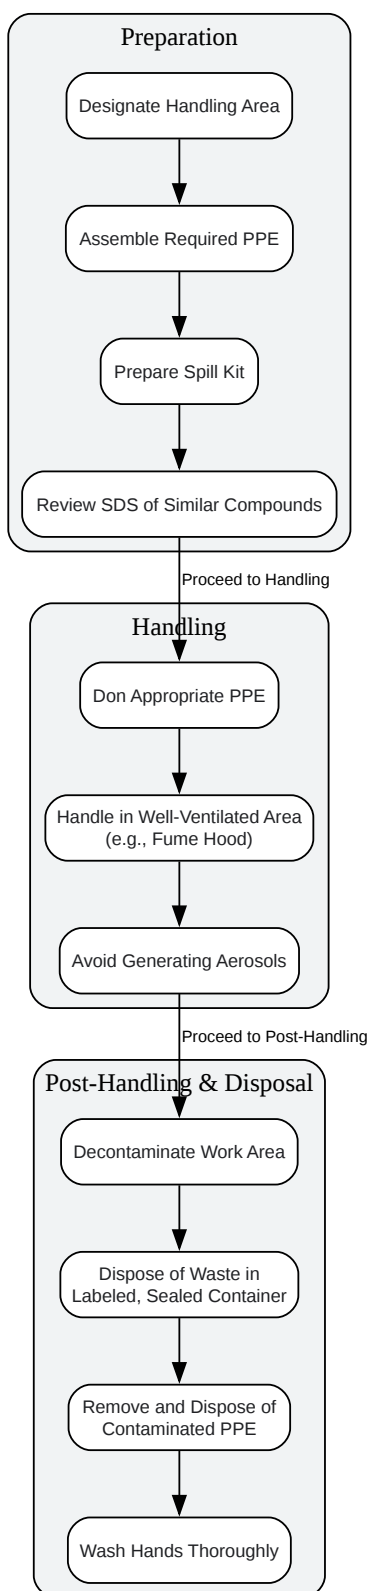 Preparation
Designate Handling Area
Assemble Required PPE
Prepare Spill Kit
Review SDS of Similar Compounds
Proceed to Handling
Handling
Don Appropriate PPE
Handle in Well-Ventilated Area
(e.g., Fume Hood)
Avoid Generating Aerosols
Proceed to Post-Handling
Post-Handling & Disposal
Decontaminate Work Area
Dispose of Waste in
Labeled, Sealed Container
Remove and Dispose of
Contaminated PPE
Wash Hands Thoroughly